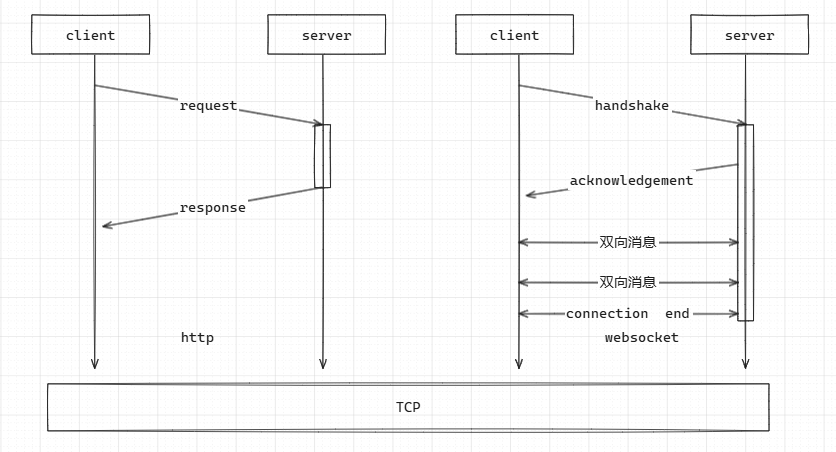 client
server
client
server
request
handshake
acknowledgement
response
双向消息
双向消息
connection end
http
websocket
TCP